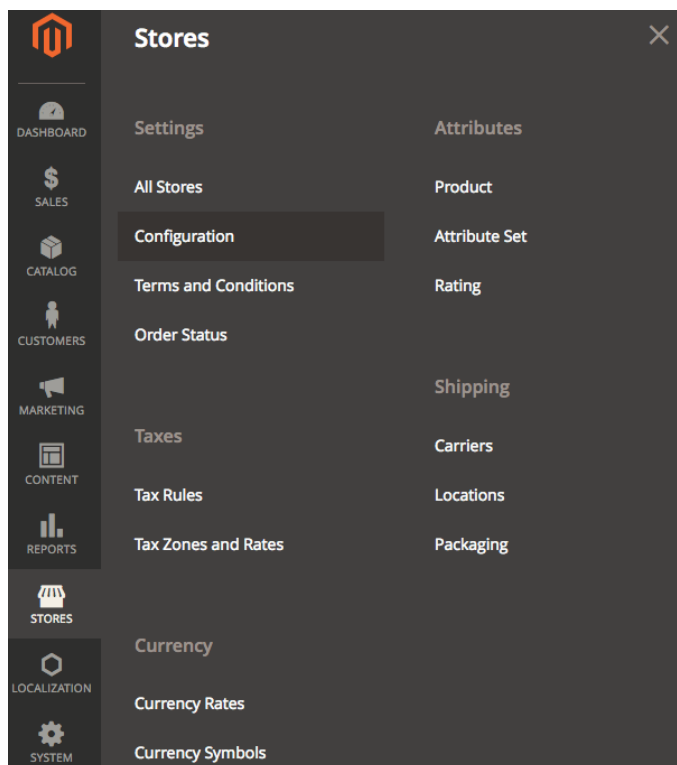 Stores
DASHBOARD
SALES
CATALOG
CUSTOMERS
MARKETING
CONTENT
REPORTS
STORES
LOCALIZATION
SYSTEM
Settings
All Stores
Configuration
Terms and Conditions
Order Status
Taxes
Tax Rules
Tax Zones and Rates
Currency
Currency Rates
Currency Symbols
Attributes
Product
Attribute Set
Rating
Shipping
Carriers
Locations
Packaging